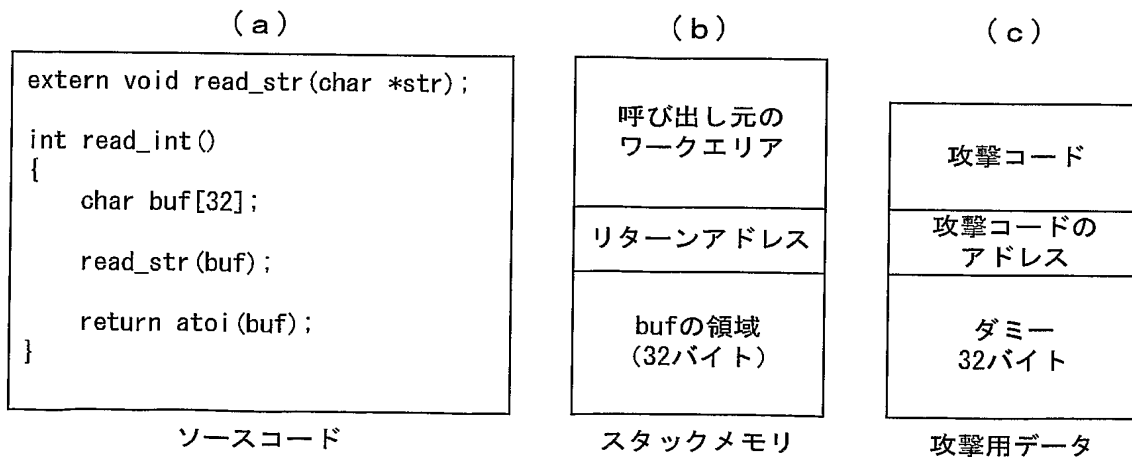 (a)
extern void read_str(char *str);
int read_int()
{
char buf[32];
read_str(buf);
return atoi(buf);
}
ソースコード
(b)
呼び出し元の
ワークエリア
リターンアドレス
bufの領域
(32バイト)
スタックメモリ
(c)
攻撃コード
攻撃コードの
アドレス
ダミー
32バイト
攻撃用データ